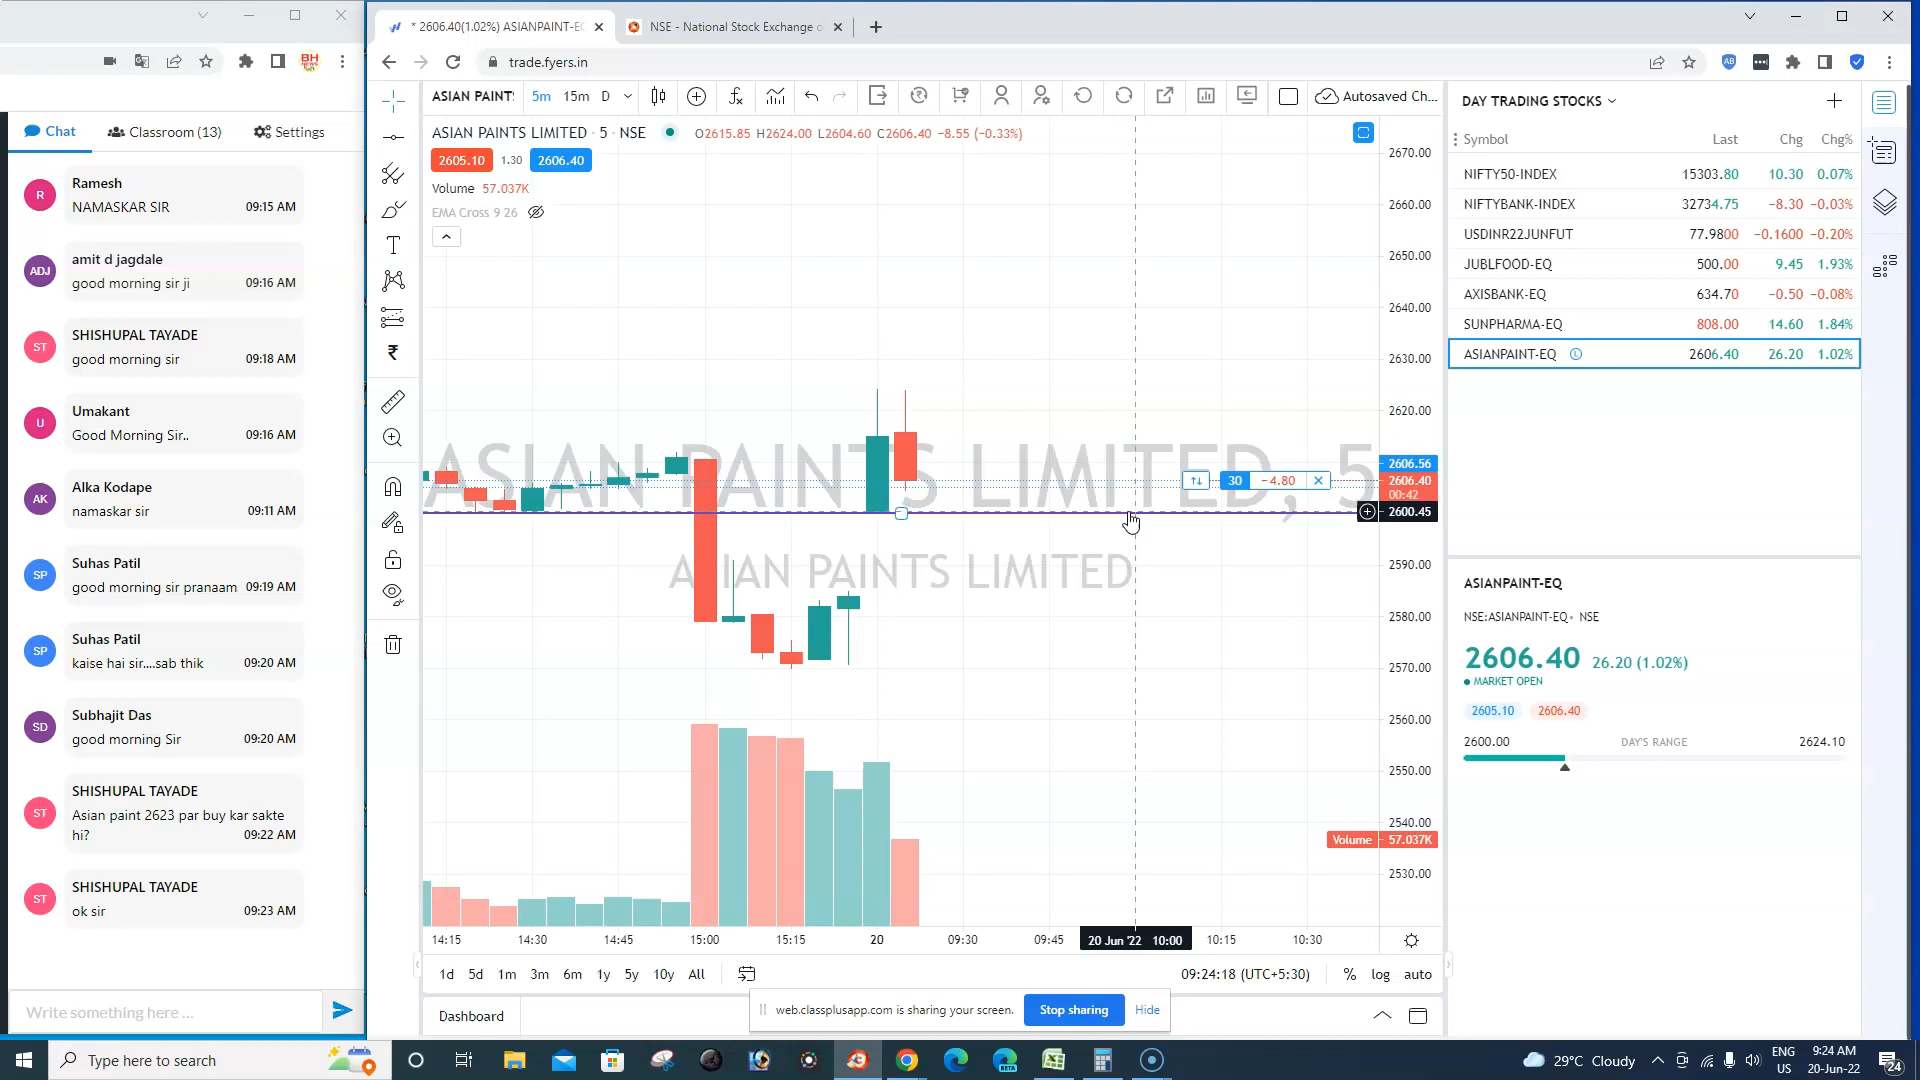 * 2606.40(1.02%) ASIANPAINT-EQ
NSE - National Stock Exchange o
trade.fyers.in
BH
Chat
Classroom (13)
Settings
R
Ramesh
NAMASKAR SIR
09:15 AM
ADJ
amit d jagdale
good morning sir ji
09:16 AM
ST
SHISHUPAL TAYADE
good morning sir
09:18 AM
U
Umakant
Good Morning Sir..
09:16 AM
AK
Alka Kodape
namaskar sir
09:11 AM
SP
Suhas Patil
good morning sir pranaam
09:19 AM
SP
Suhas Patil
kaise hai sir....sab thik
09:20 AM
SD
Subhajit Das
good morning Sir
09:20 AM
ST
SHISHUPAL TAYADE
Asian paint 2623 par buy kar sakte
hi?
09:22 AM
ST
SHISHUPAL TAYADE
ok sir
09:23 AM
Write something here ...
ASIAN PAINT:
5m
15m
D
Autosaved Ch...
ASIAN PAINTS LIMITED · 5 · NSE
O2615.85 H2624.00 L2604.60 C2606.40 −8.55 (−0.33%)
2605.10
1.30
2606.40
Volume 57.037K
EMA Cross 9 26
ASIAN PAINTS LIMITED, 5
ASIAN PAINTS LIMITED
30
−4.80
2670.00
2660.00
2650.00
2640.00
2630.00
2620.00
2606.56
2606.40
00:42
2600.45
2590.00
2580.00
2570.00
2560.00
2550.00
2540.00
Volume
57.037K
2530.00
14:15
14:30
14:45
15:00
15:15
20
09:30
09:45
20 Jun '22 10:00
10:15
10:30
1d
5d
1m
3m
6m
1y
5y
10y
All
09:24:18 (UTC+5:30)
%
log
auto
Dashboard
web.classplusapp.com is sharing your screen.
Stop sharing
Hide
DAY TRADING STOCKS
Symbol
Last
Chg
Chg%
NIFTY50-INDEX 15303.80 10.30 0.07%
NIFTYBANK-INDEX 32734.75 −8.30 −0.03%
USDINR22JUNFUT 77.9800 −0.1600 −0.20%
JUBLFOOD-EQ 500.00 9.45 1.93%
AXISBANK-EQ 634.70 −0.50 −0.08%
SUNPHARMA-EQ 808.00 14.60 1.84%
ASIANPAINT-EQ 2606.40 26.20 1.02%
ASIANPAINT-EQ
NSE:ASIANPAINT-EQ• NSE
2606.40
26.20 (1.02%)
MARKET OPEN
2605.10
2606.40
2600.00
DAY'S RANGE
2624.10
Type here to search
BETA
29°C Cloudy
ENG
US
9:24 AM
20-Jun-22
24